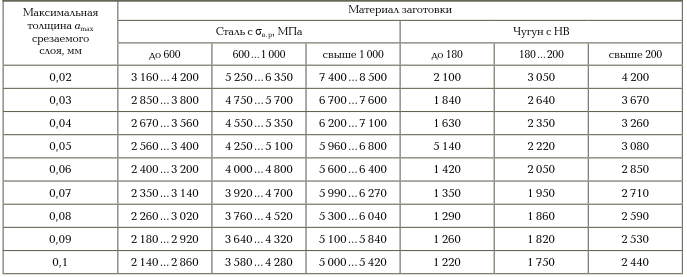 Максимальная толщина a max срезаемого слоя, мм
Материал заготовки
Сталь с σв.р, МПа
Чугун с НВ
до 600 600...1 000 свыше 1 000 до 180 180...200 свыше 200
0,02 3 160...4 200 5 250...6 350 7 400...8 500 2 100 3 050 4 200
0,03 2 850...3 800 4 750...5 700 6 700...7 600 1 840 2 640 3 670
0,04 2 670...3 560 4 550...5 350 6 200...7 100 1 630 2 350 3 260
0,05 2 560...3 400 4 250...5 100 5 960...6 800 5 140 2 220 3 080
0,06 2 400...3 200 4 000...4 800 5 600...6 400 1 420 2 050 2 850
0,07 2 350...3 140 3 920...4 700 5 990...6 270 1 350 1 950 2 710
0,08 2 260...3 020 3 760...4 520 5 300...6 040 1 290 1 860 2 590
0,09 2 180...2 920 3 640...4 320 5 100...5 840 1 260 1 820 2 530
0,1 2 140...2 860 3 580...4 280 5 000...5 420 1 220 1 750 2 440